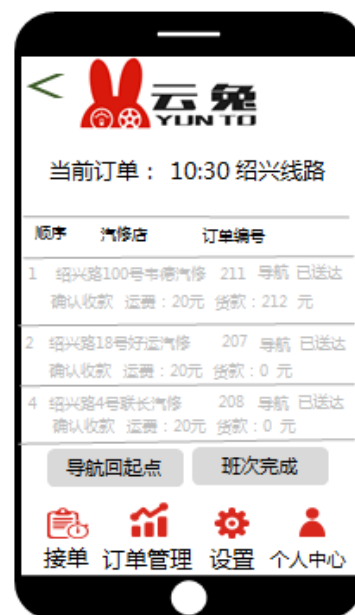 <
云兔
YUNTO
当前订单： 10:30 绍兴线路
顺序 汽修店 订单编号
1 绍兴路100号韦德汽修 211 导航 已送达
确认收款 运费：20元 货款：212 元
2 绍兴路18号好运汽修 207 导航 已送达
确认收款 运费：20元 货款：0 元
4 绍兴路4号联长汽修 208 导航 已送达
确认收款 运费：20元 货款：0 元
导航回起点 班次完成
接单 订单管理 设置 个人中心